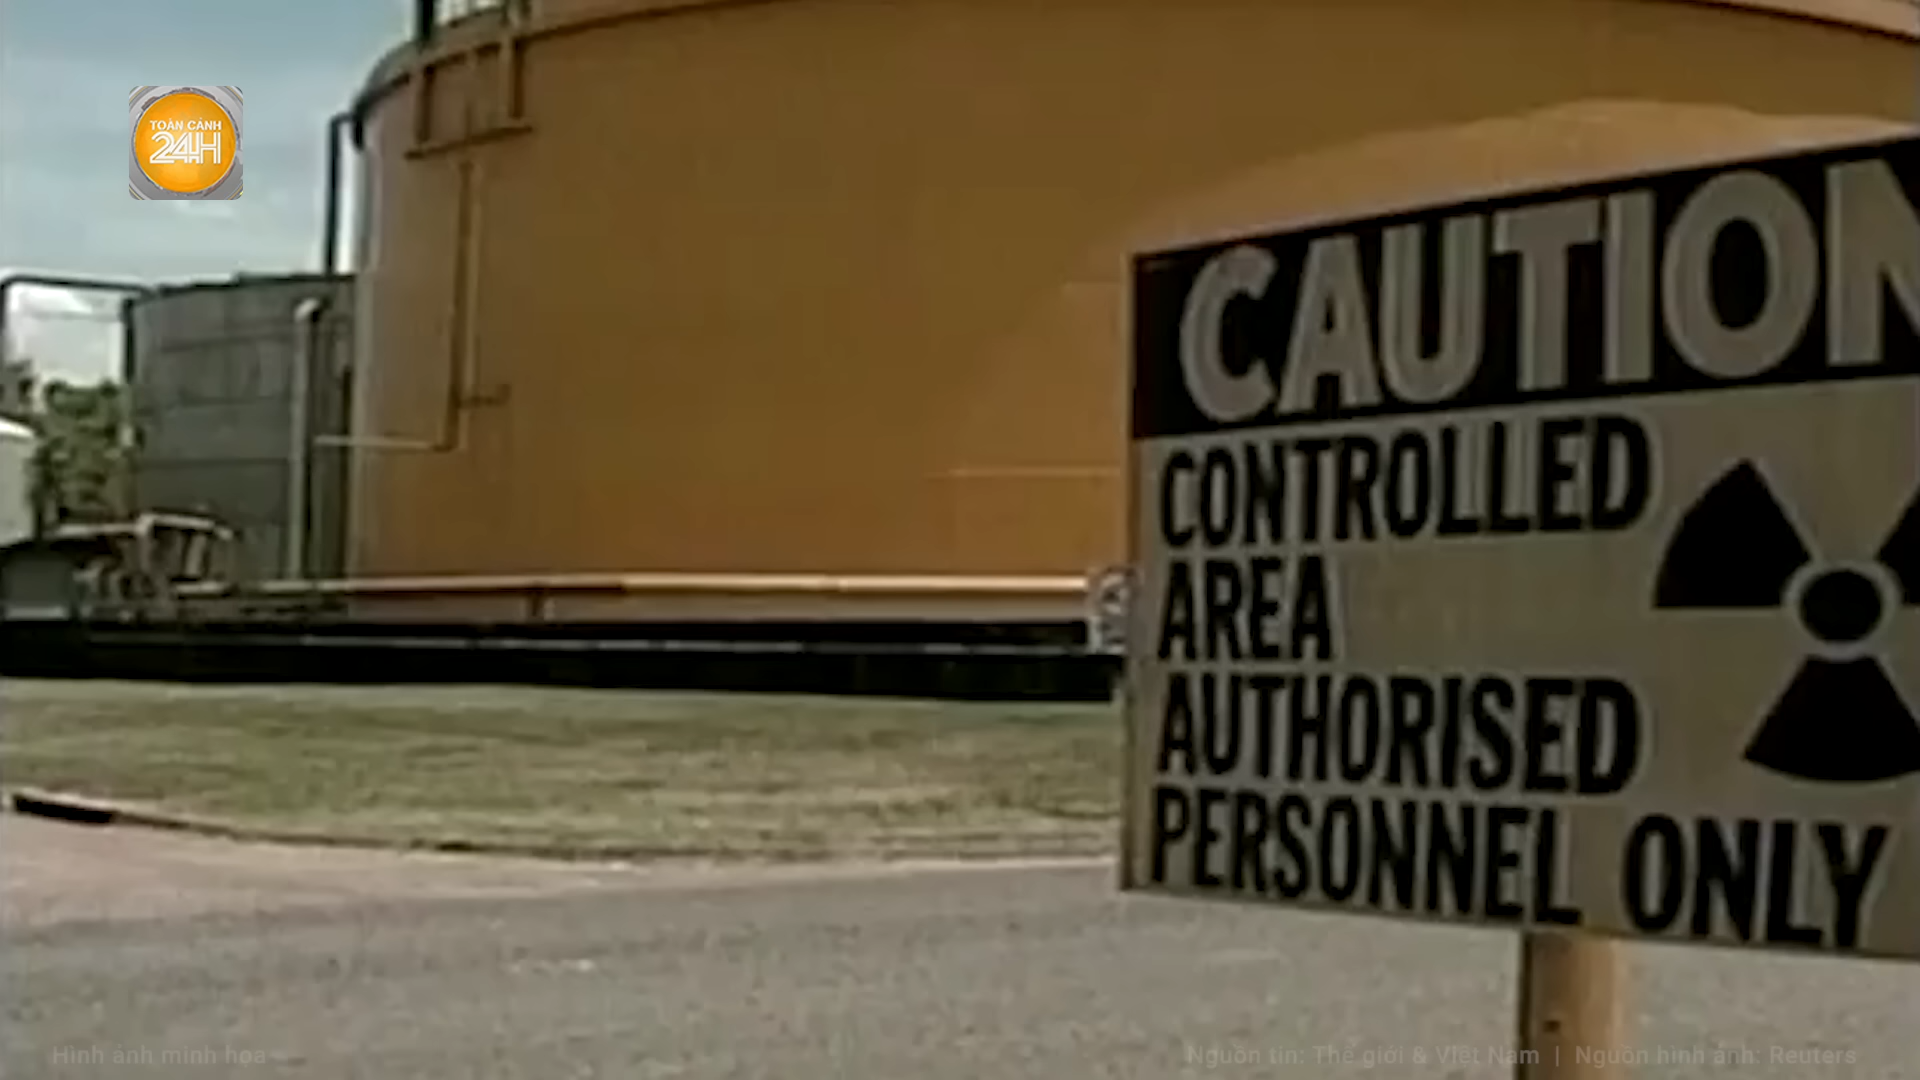 TOÀN CẢNH
24H
CAUTION
CONTROLLED
AREA
AUTHORISED
PERSONNEL ONLY
Hình ảnh minh họa
Nguồn tin: Thế giới & Việt Nam | Nguồn hình ảnh: Reuters